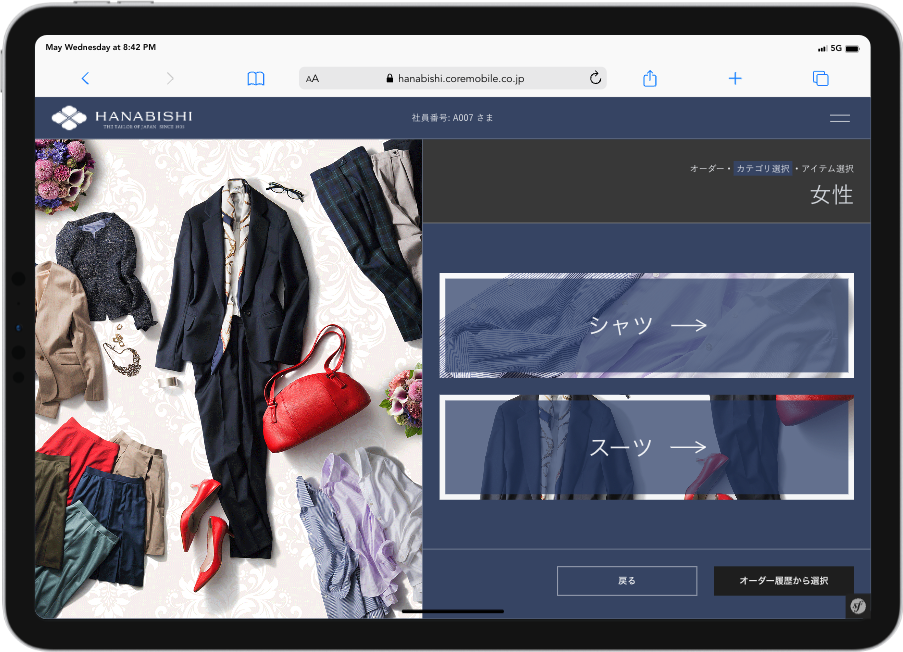 May Wednesday at 8:42 PM
5G
AA
hanabishi.coremobile.co.jp
HANABISHI
THE TAILOR OF JAPAN SINCE 1935
社員番号: A007 さま
オーダー・カテゴリ選択・アイテム選択
女性
シャツ
スーツ
戻る
オーダー履歴から選択
sf